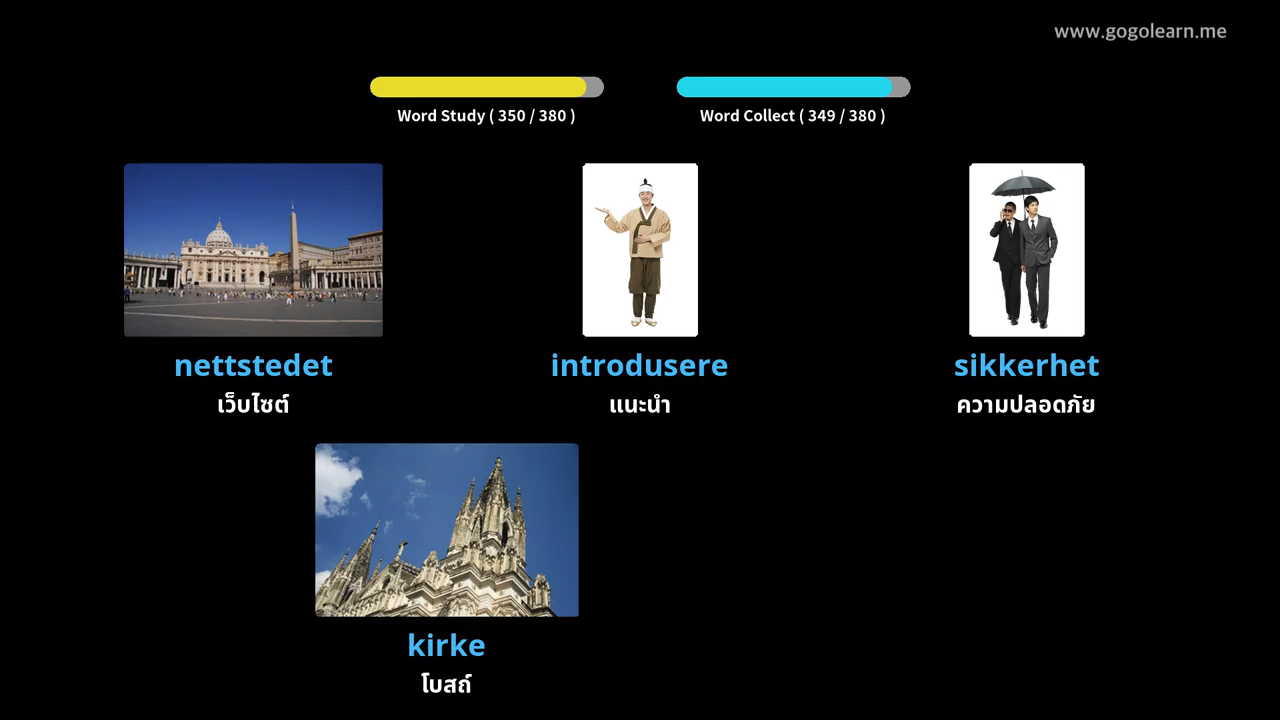 www.gogolearn.me
Word Study ( 350 / 380 )
Word Collect ( 349 / 380 )
nettstedet
เว็บไซต์
introdusere
แนะนำ
sikkerhet
ความปลอดภัย
kirke
โบสถ์